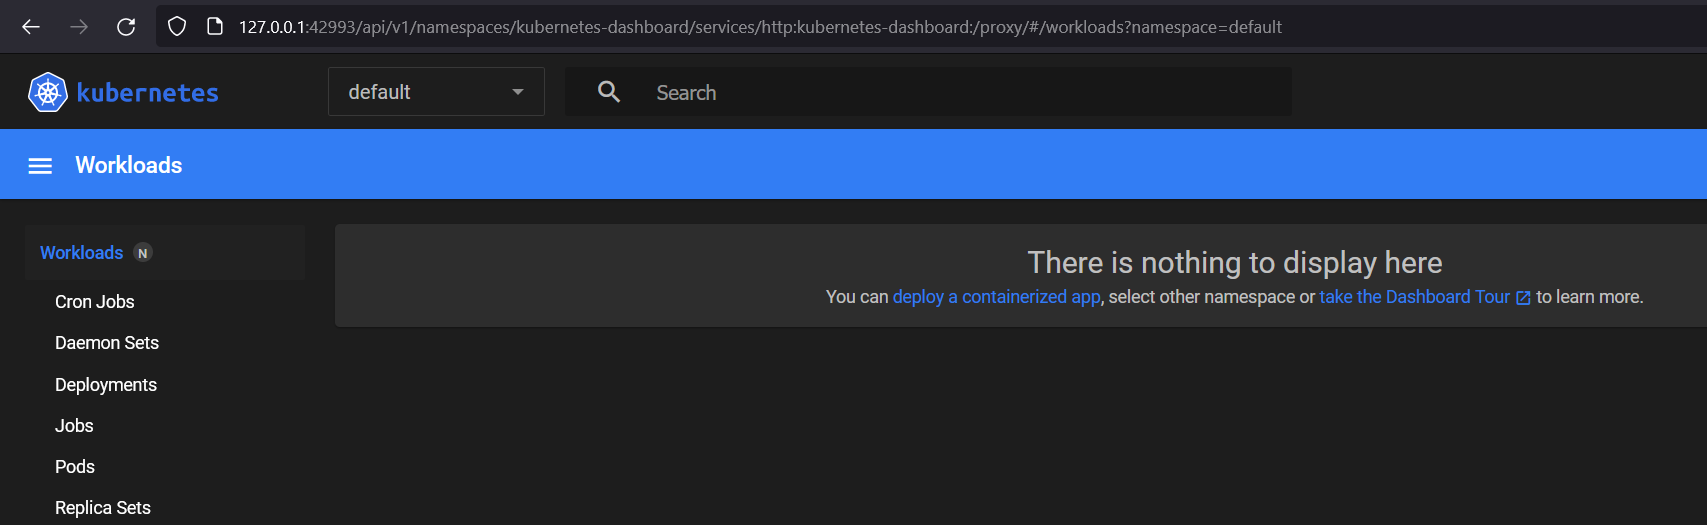 127.0.0.1:42993/api/v1/namespaces/kubernetes-dashboard/services/http:kubernetes-dashboard:/proxy/#/workloads?namespace=default
kubernetes
default
Search
Workloads
Workloads N
There is nothing to display here
You can deploy a containerized app, select other namespace or take the Dashboard Tour to learn more.
Cron Jobs
Daemon Sets
Deployments
Jobs
Pods
Replica Sets